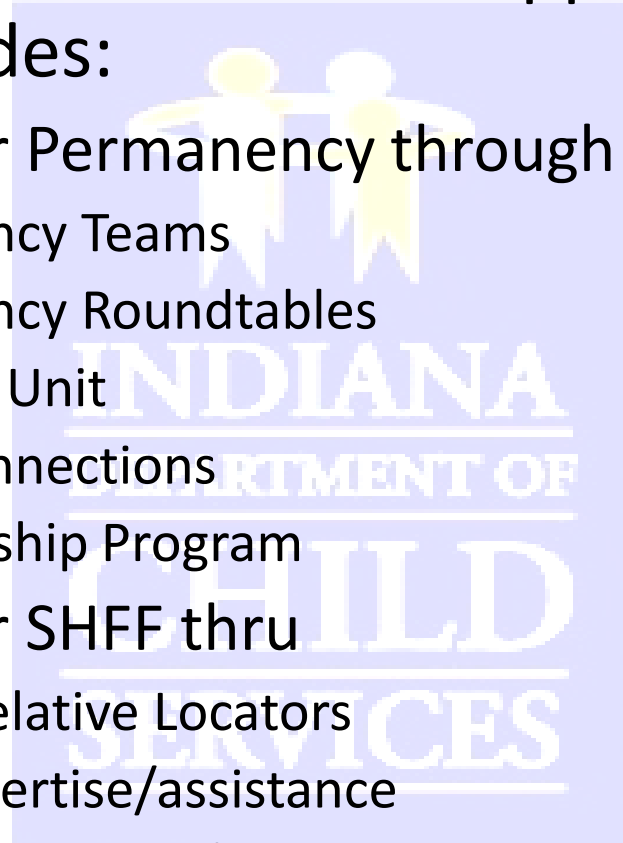 des:
r Permanency through
ncy Teams
ncy Roundtables
Unit
nnections
ship Program
r SHFF thru
elative Locators
ertise/assistance
INDIANA
DEPARTMENT OF
CHILD
SERVICES